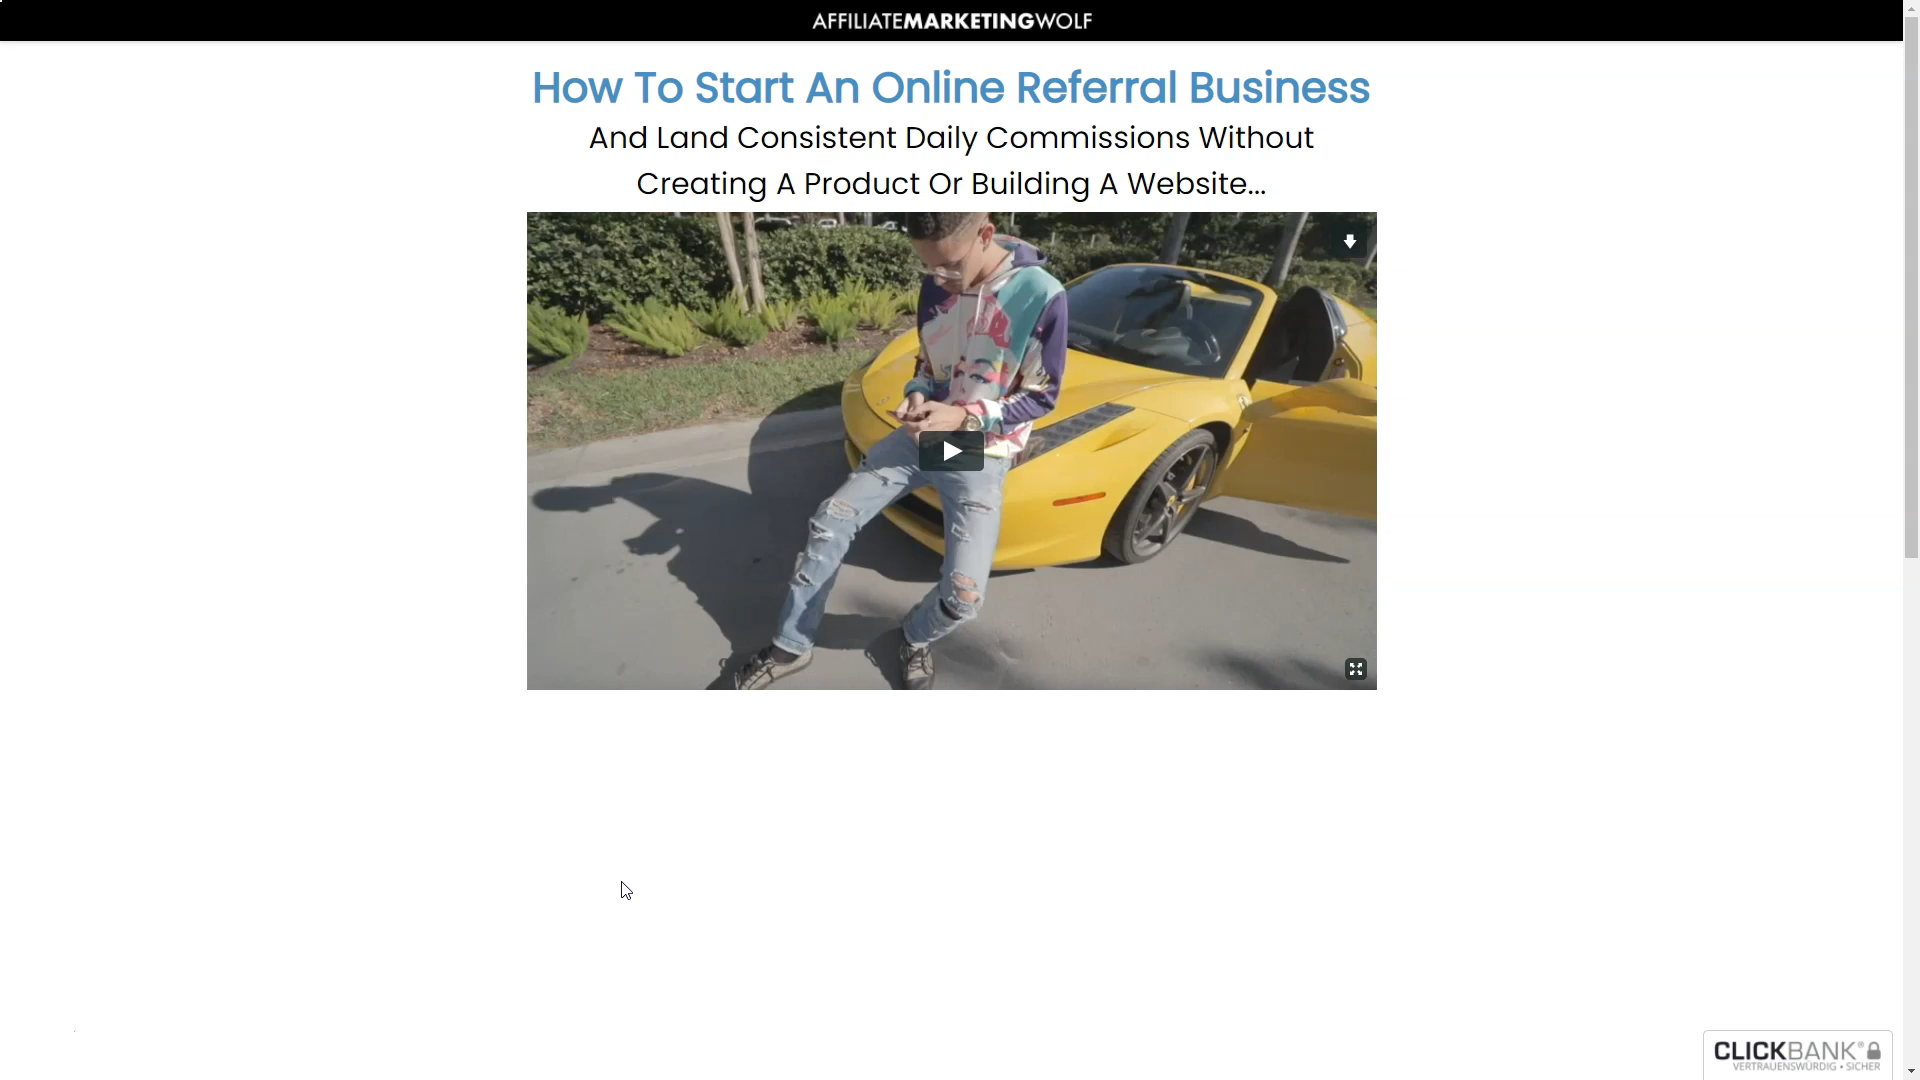 AFFILIATEMARKETINGWOLF
How To Start An Online Referral Business
And Land Consistent Daily Commissions Without
Creating A Product Or Building A Website...
CLICKBANK®
VERTRAUENSWÜRDIG • SICHER